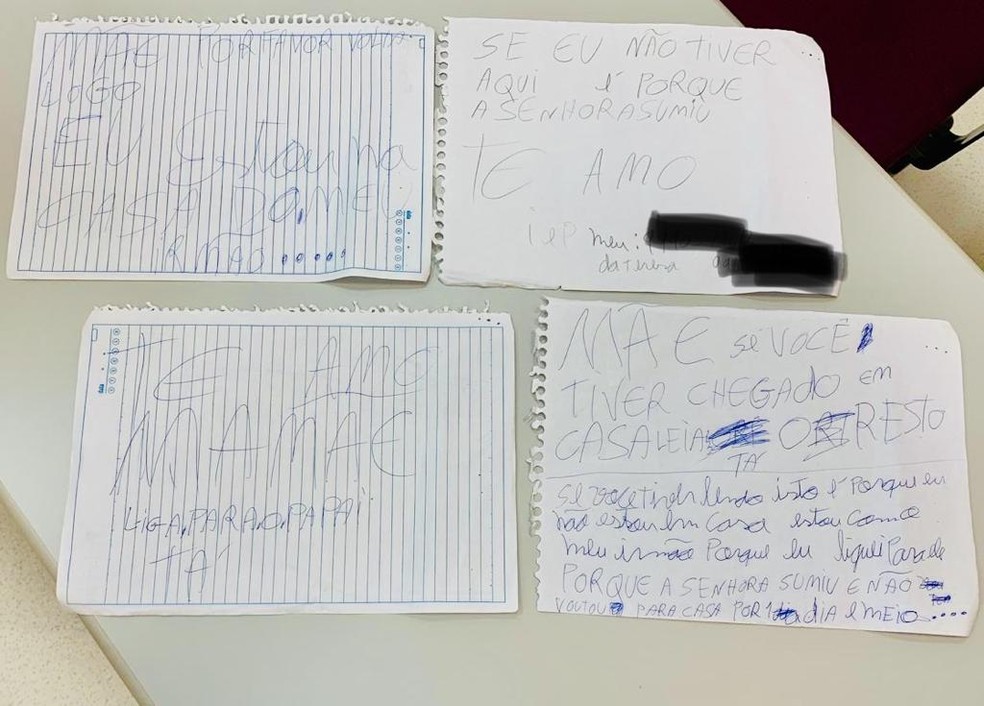 MÃE POR FAVOR VOLTA
LOGO
EU Estou na
CASA DO MEU
IRMÃO .....
SE EU NÃO TIVER
AQUI é PORQUE
A SENHORA SUMIU
TE AMO
meu:
TE AMO
MAMÃE
LIGA,PARA,O,PAPAI
TÁ
MÃE se VOCÊ
TIVER CHEGADO EM
CASA LEIA O RESTO
TÁ
se voce tiver lendo isto é Porque eu
não estou em casa estou com o
meu irmão Porque eu liguei Para ele
PORQUE A SENHORA SUMIU E NÃO
VOLTOU PARA CASA POR 1 DIA E MEIO ....